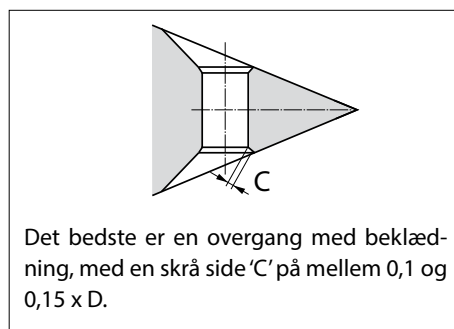 C
Det bedste er en overgang med beklæd-
ning, med en skrå side ‘C’ på mellem 0,1 og
0,15 x D.